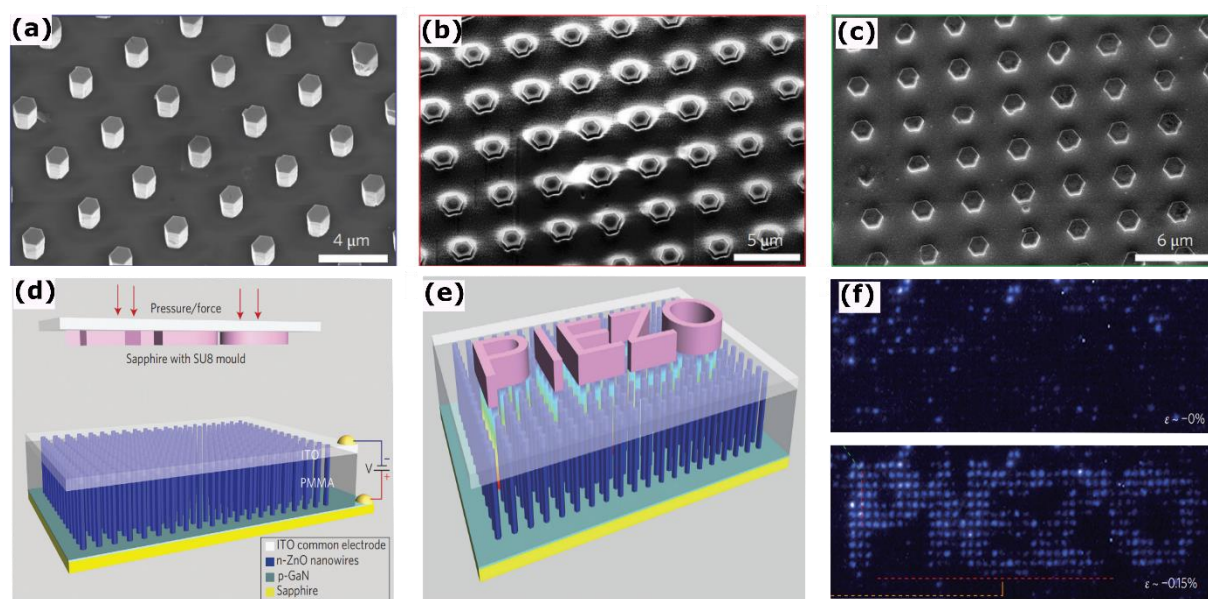 (a)
4 μm
(b)
5 μm
(c)
6 μm
(d)
Pressure/force
Sapphire with SU8 mould
ITO
PMMA
V
−
+
ITO common electrode
n-ZnO nanowires
p-GaN
Sapphire
(e)
PIEZO
(f)
ε ~ −0%
PIEZO
ε ~ −0.15%